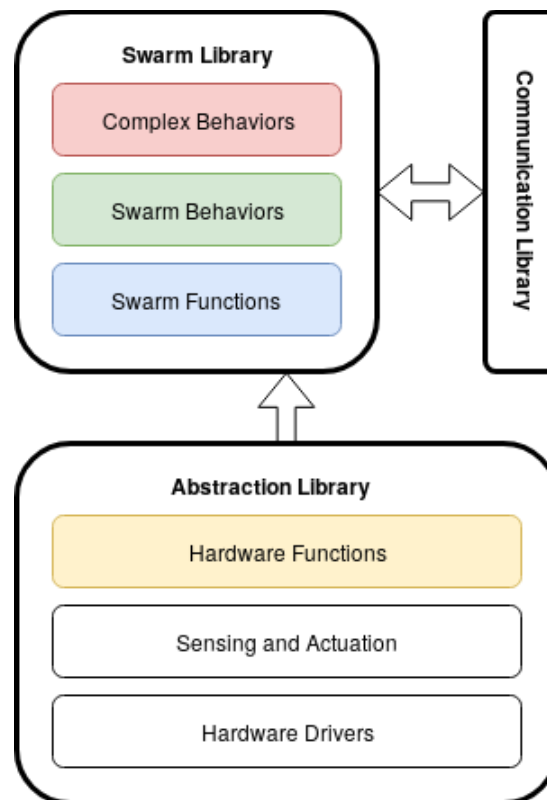 Swarm Library
Complex Behaviors
Swarm Behaviors
Swarm Functions
Communication Library
Abstraction Library
Hardware Functions
Sensing and Actuation
Hardware Drivers